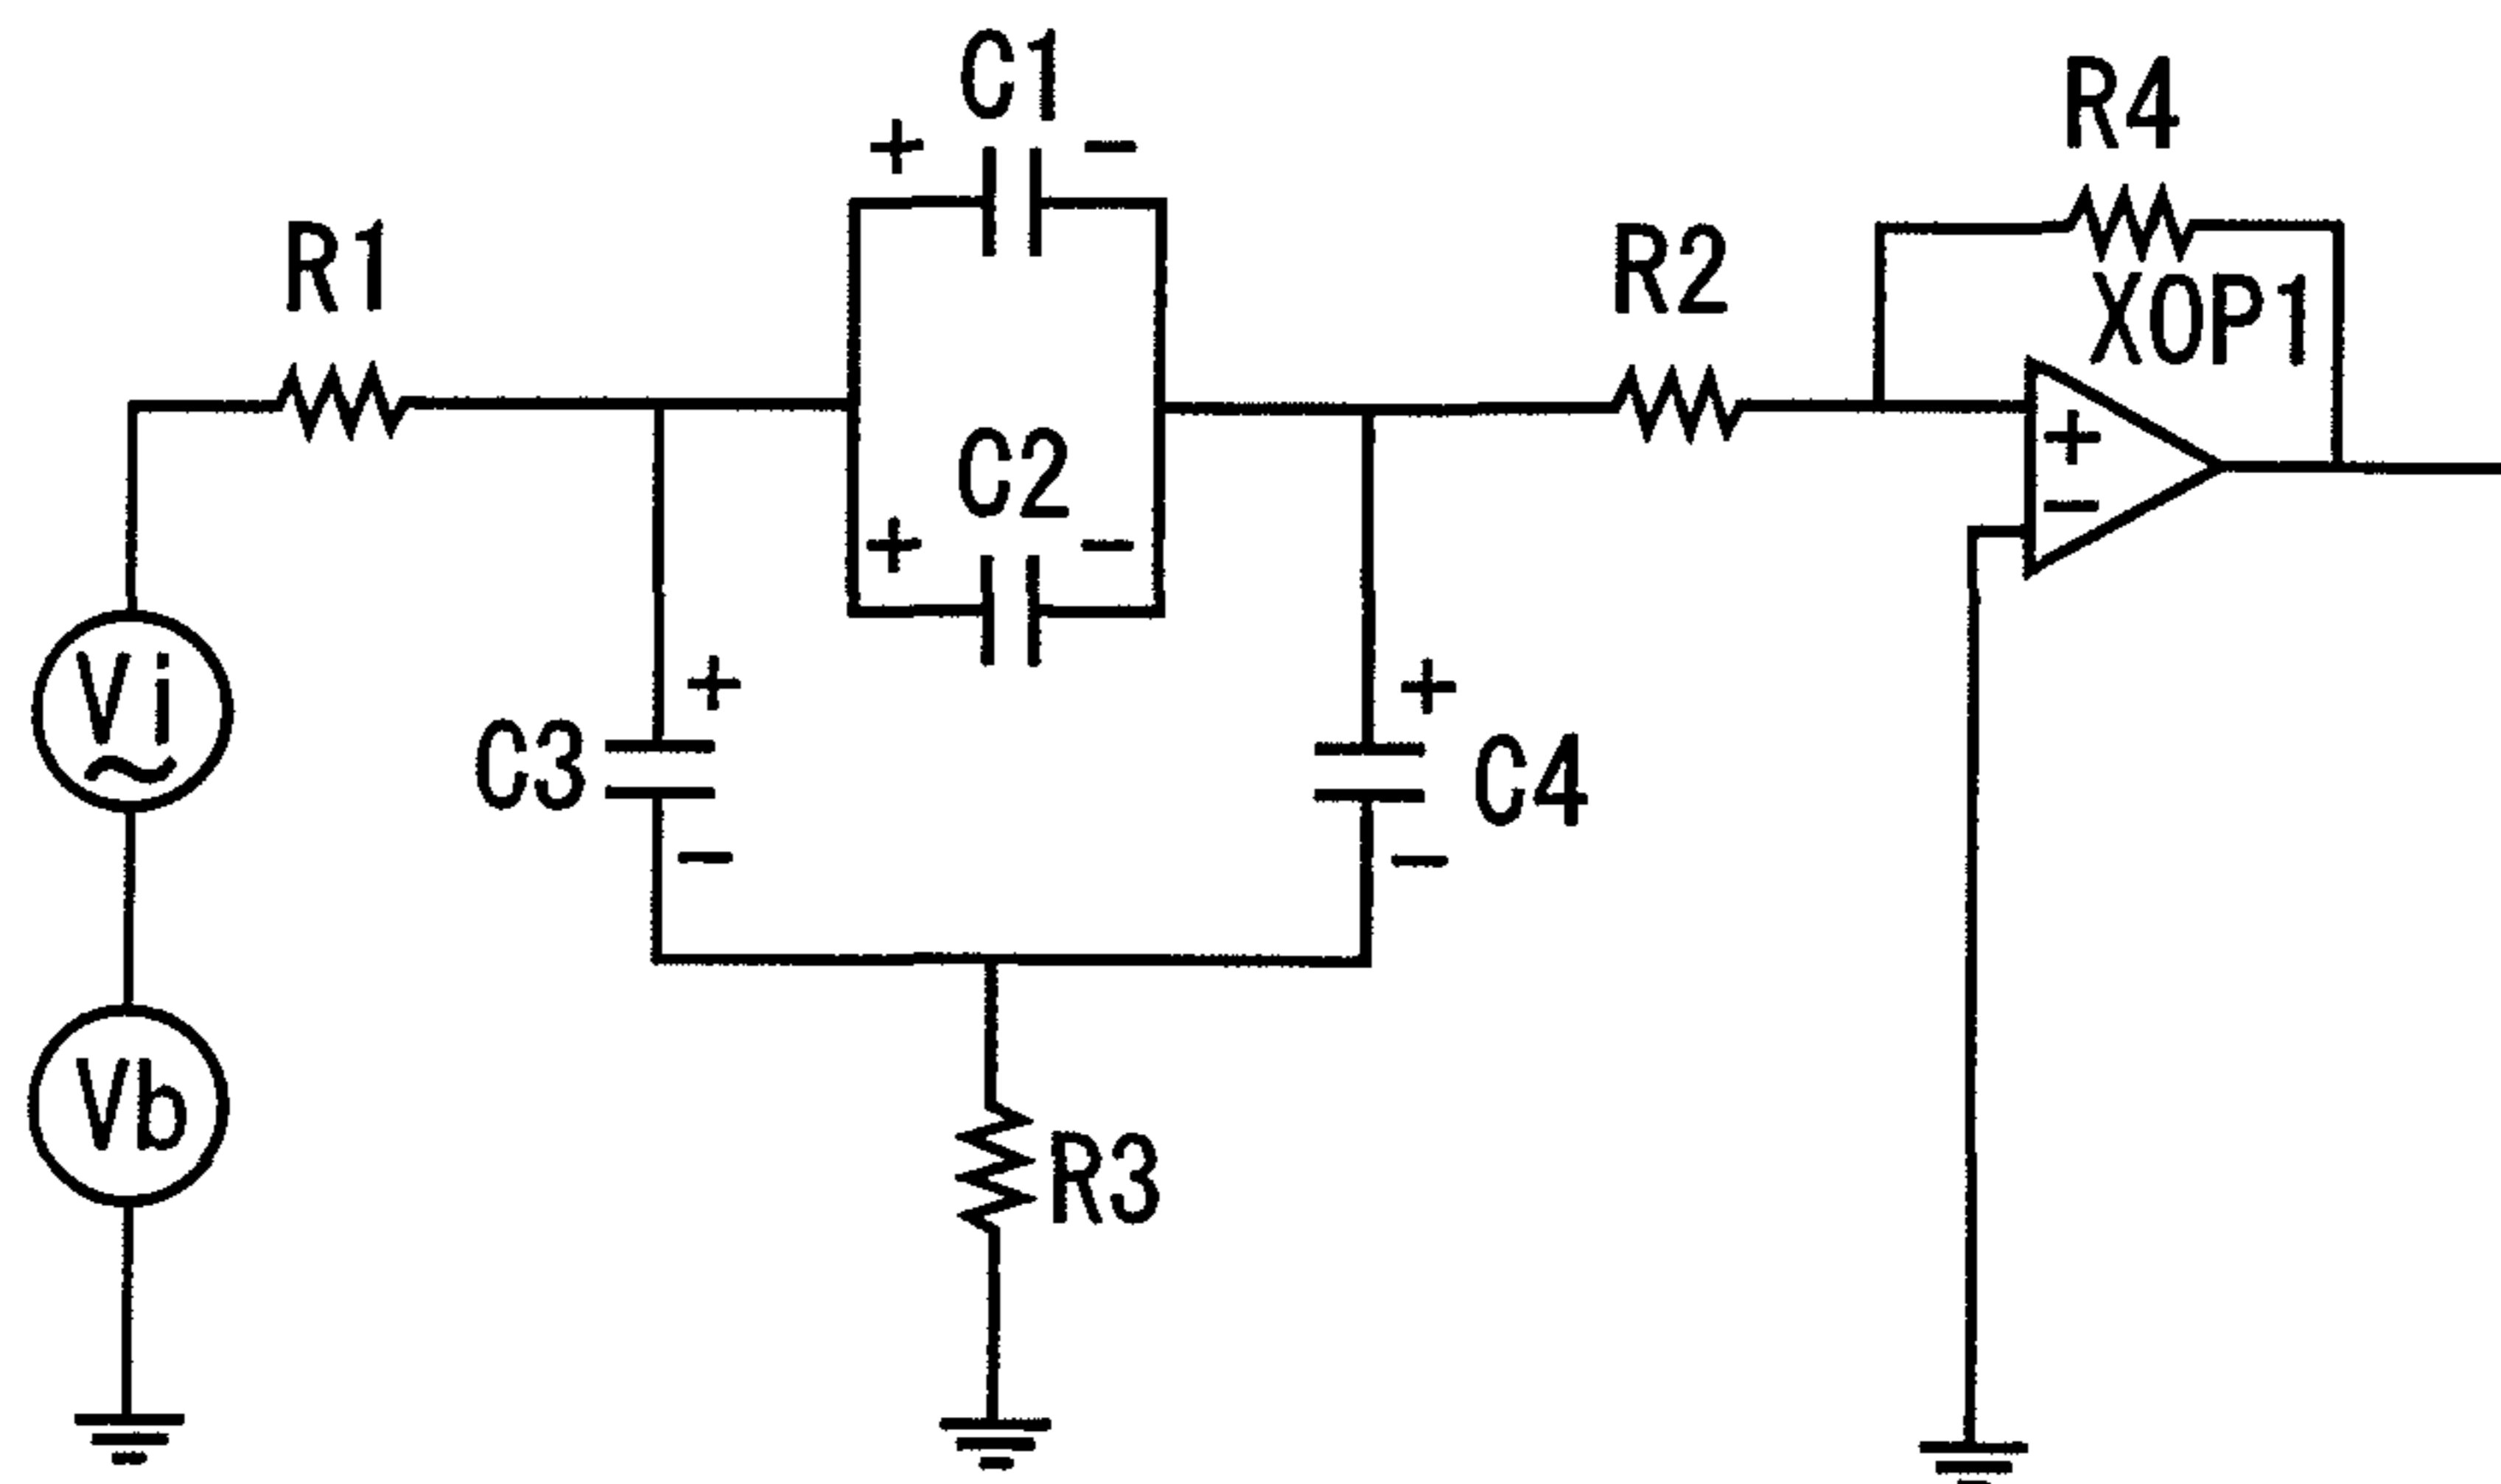 C1
R4
+ −
R1
R2
XOP1
C2
+
+ −
−
Vi
+
+
C3
C4
− −
Vb
R3